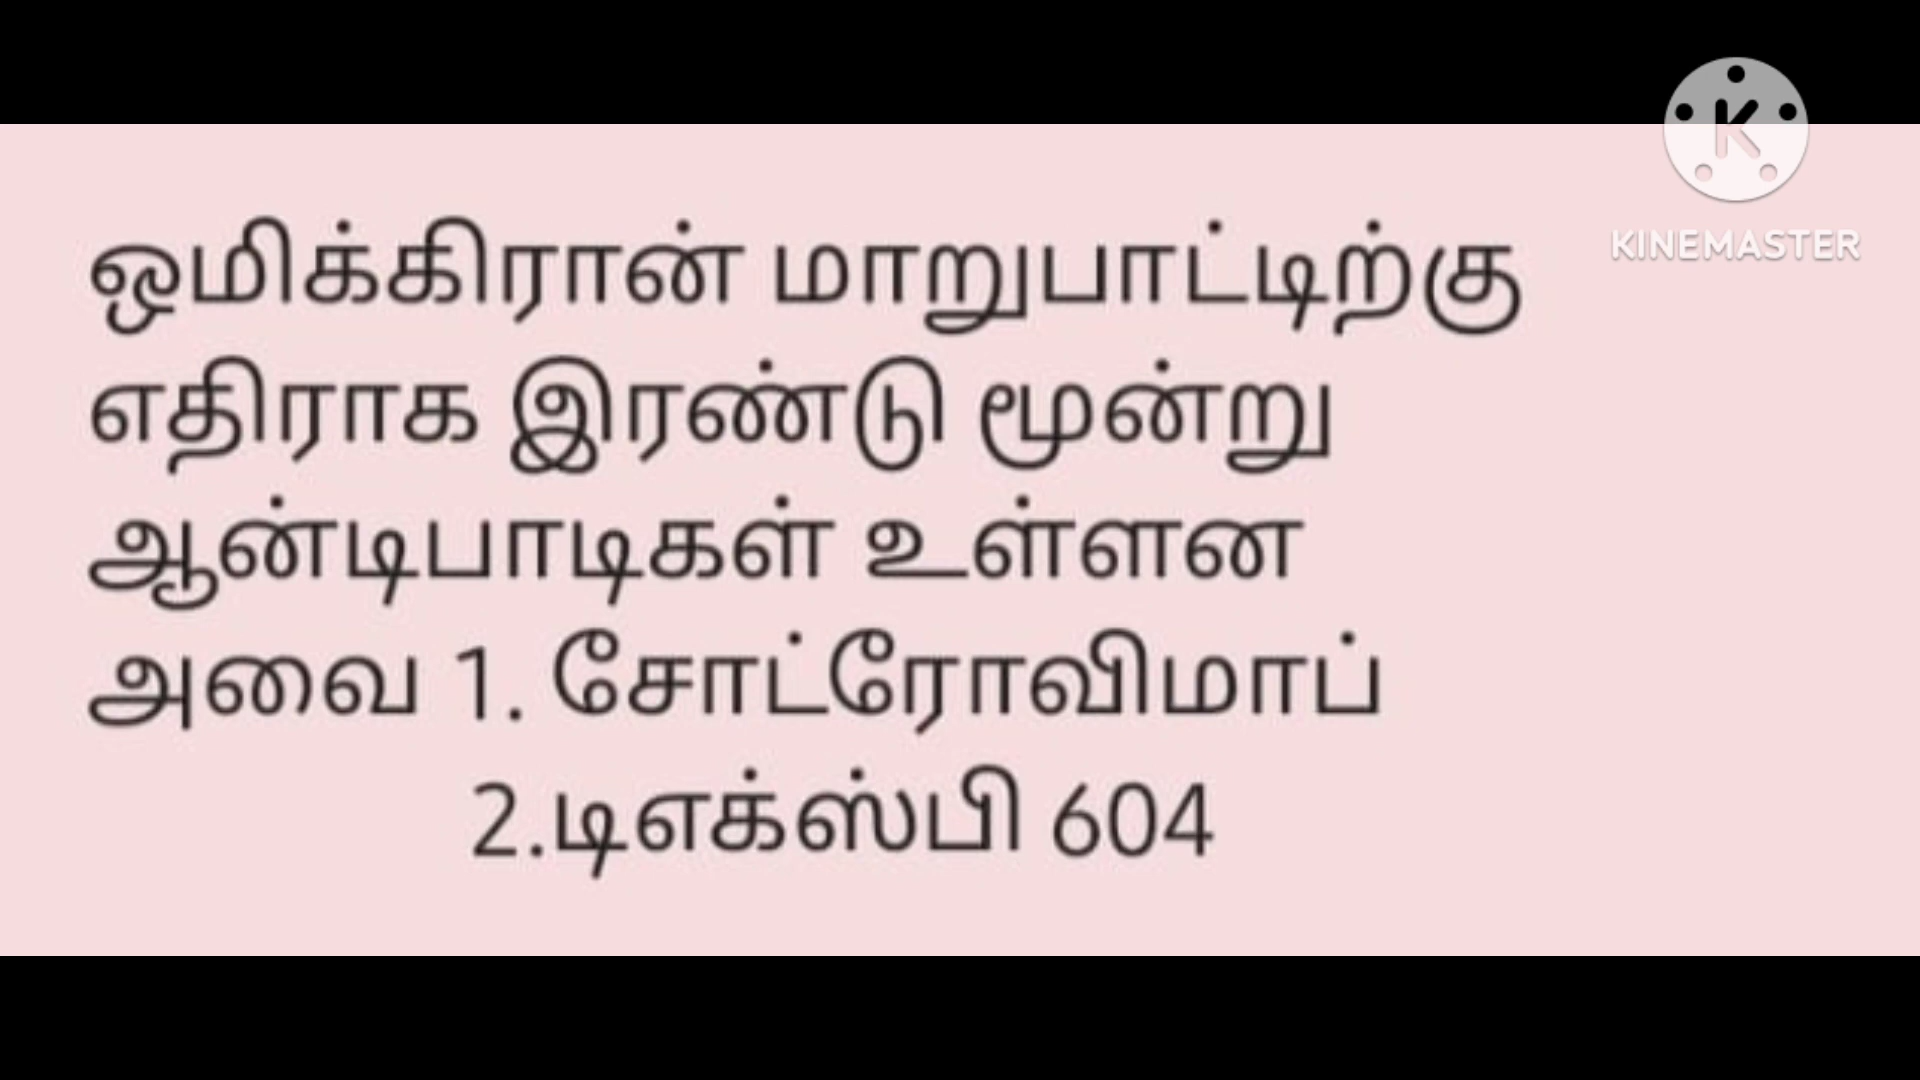 KINEMASTER
ஒமிக்கிரான் மாறுபாட்டிற்கு
எதிராக இரண்டு மூன்று
ஆன்டிபாடிகள் உள்ளன
அவை 1. சோட்ரோவிமாப்
2.டிஎக்ஸ்பி 604